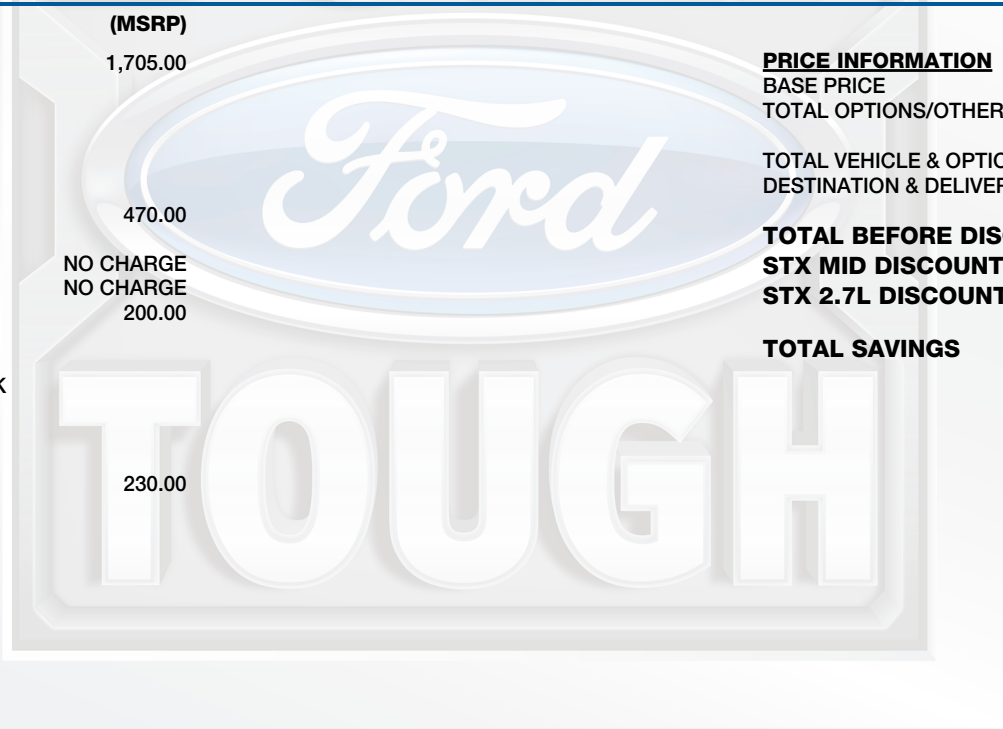 (MSRP)
1,705.00
470.00
NO CHARGE
NO CHARGE
200.00
K
230.00
PRICE INFORMATION
BASE PRICE
TOTAL OPTIONS/OTHER
TOTAL VEHICLE & OPTIO
DESTINATION & DELIVER
TOTAL BEFORE DIS
STX MID DISCOUNT
STX 2.7L DISCOUNT
TOTAL SAVINGS
Ford
TOUGH